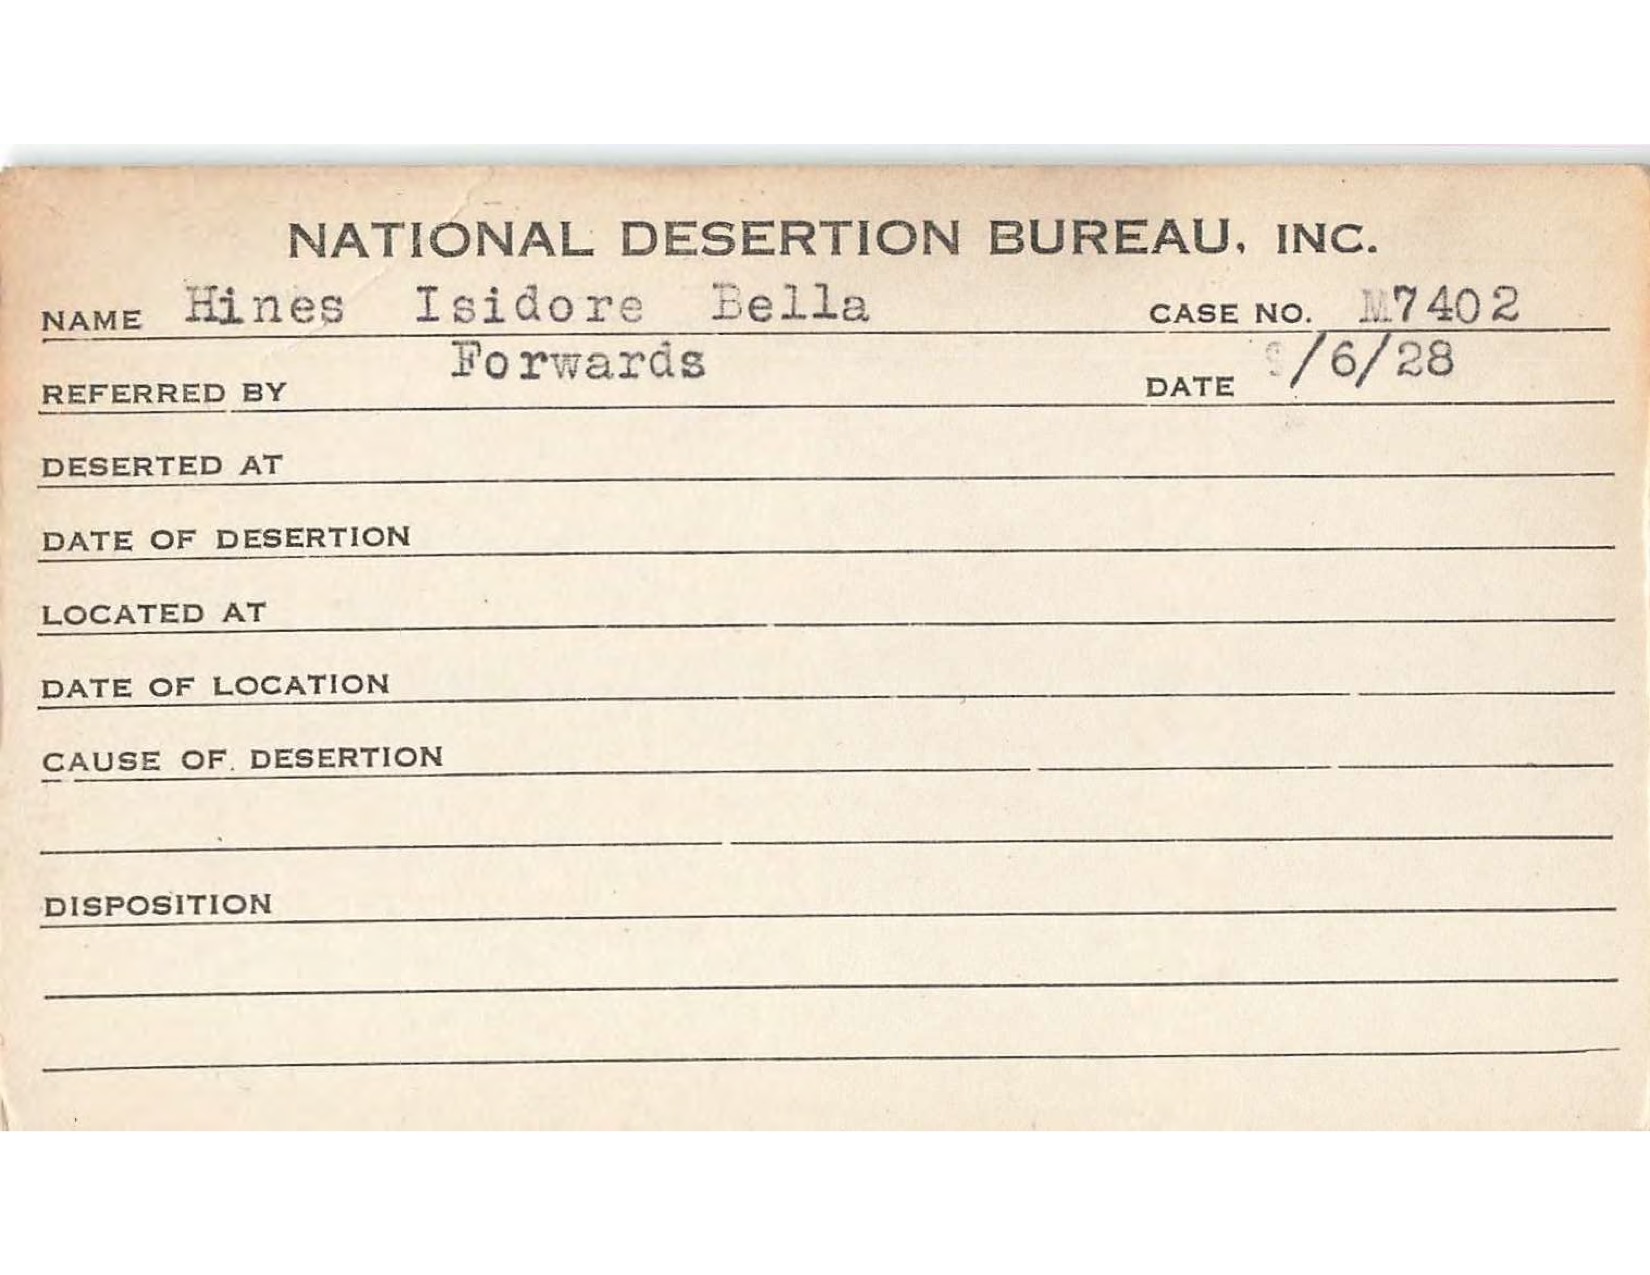 NATIONAL DESERTION BUREAU, INC.
NAME Hines Isidore Bella CASE NO. M7402
REFERRED BY Forwards DATE 9/6/28
DESERTED AT
DATE OF DESERTION
LOCATED AT
DATE OF LOCATION
CAUSE OF DESERTION
DISPOSITION